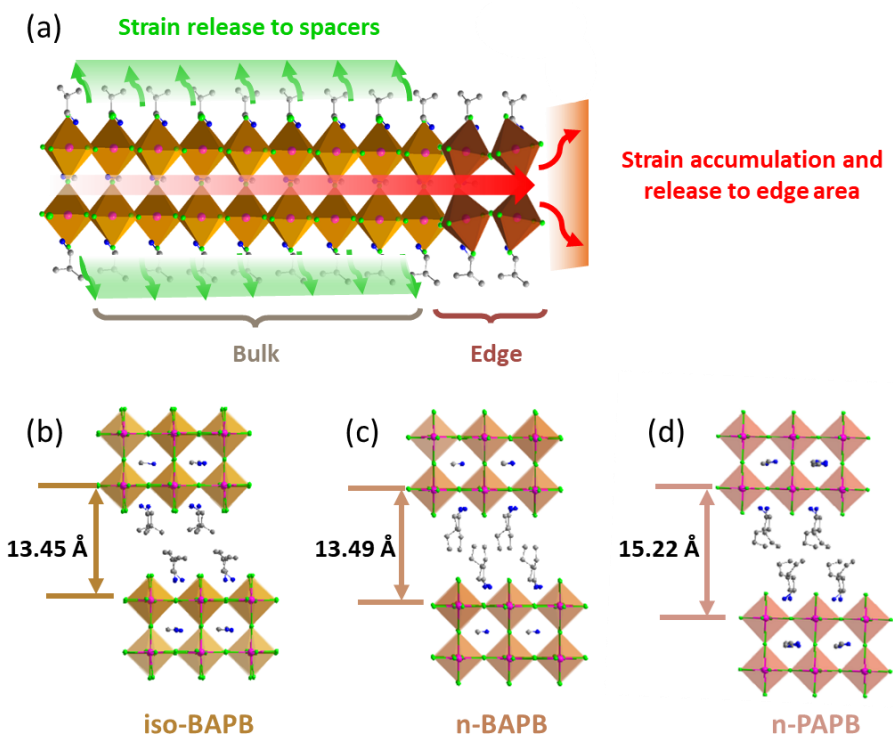 (a)
Strain release to spacers
Strain accumulation and
release to edge area
Bulk
Edge
(b)
(c)
(d)
13.45 Å
13.49 Å
15.22 Å
iso-BAPB
n-BAPB
n-PAPB